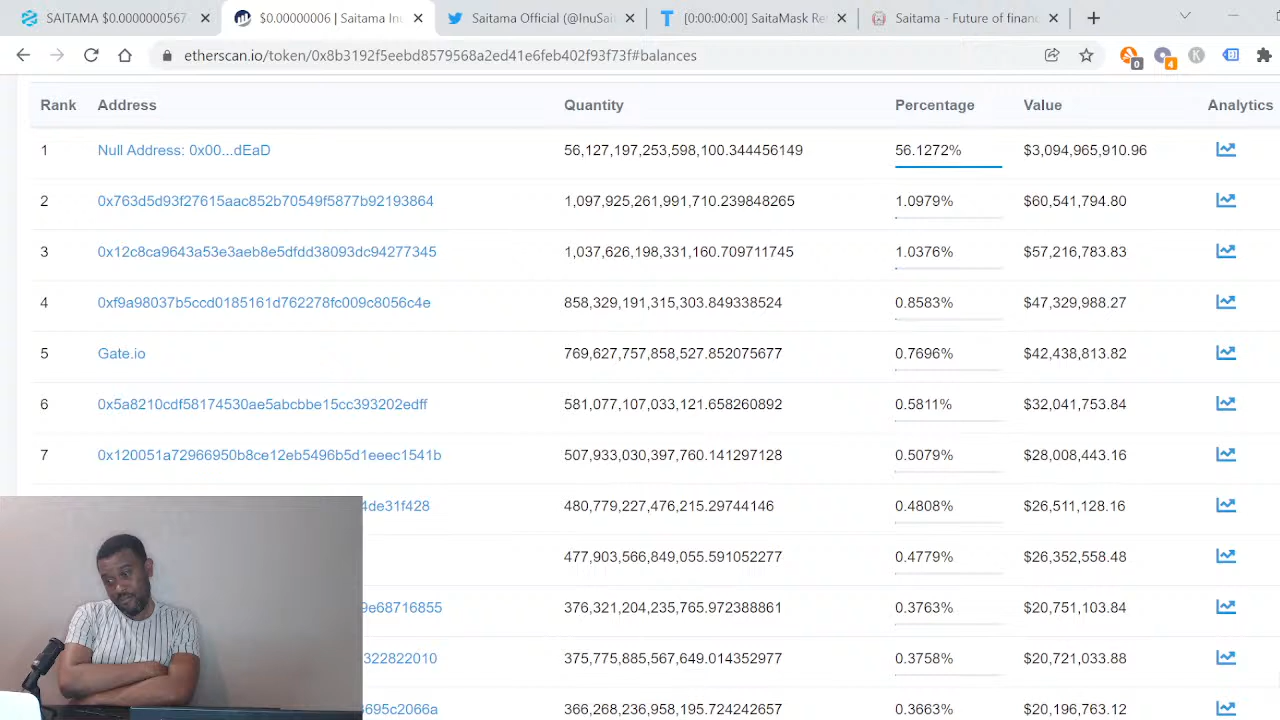 SAITAMA $0.0000000567
$0.00000006 | Saitama Inu
Saitama Official (@InuSai
[0:00:00:00] SaitaMask Re
Saitama - Future of financ
etherscan.io/token/0x8b3192f5eebd8579568a2ed41e6feb402f93f73f#balances
0
4
K
Rank Address Quantity Percentage Value Analytics
1 Null Address: 0x00...dEaD 56,127,197,253,598,100.344456149 56.1272% $3,094,965,910.96
2 0x763d5d93f27615aac852b70549f5877b92193864 1,097,925,261,991,710.239848265 1.0979% $60,541,794.80
3 0x12c8ca9643a53e3aeb8e5dfdd38093dc94277345 1,037,626,198,331,160.709711745 1.0376% $57,216,783.83
4 0xf9a98037b5ccd0185161d762278fc009c8056c4e 858,329,191,315,303.849338524 0.8583% $47,329,988.27
5 Gate.io 769,627,757,858,527.852075677 0.7696% $42,438,813.82
6 0x5a8210cdf58174530ae5abcbbe15cc393202edff 581,077,107,033,121.658260892 0.5811% $32,041,753.84
7 0x120051a72966950b8ce12eb5496b5d1eeec1541b 507,933,030,397,760.141297128 0.5079% $28,008,443.16
4de31f428 480,779,227,476,215.29744146 0.4808% $26,511,128.16
477,903,566,849,055.591052277 0.4779% $26,352,558.48
9e68716855 376,321,204,235,765.972388861 0.3763% $20,751,103.84
322822010 375,775,885,567,649.014352977 0.3758% $20,721,033.88
695c2066a 366,268,236,958,195.724242657 0.3663% $20,196,763.12